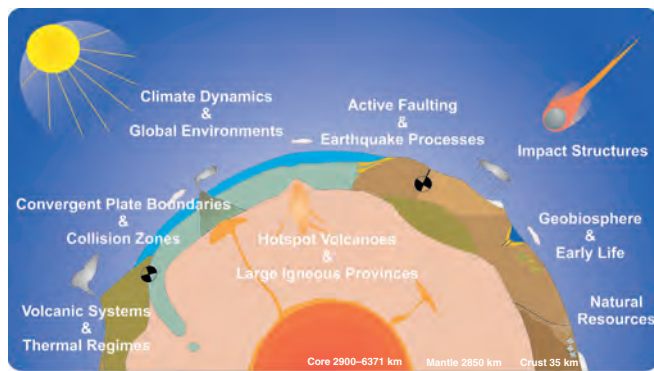 Climate Dynamics
&
Global Environments
Active Faulting
&
Earthquake Processes
Impact Structures
Convergent Plate Boundaries
&
Collision Zones
Hotspot Volcanoes
&
Large Igneous Provinces
Geobiosphere
&
Early Life
Volcanic Systems
&
Thermal Regimes
Natural
Resources
Core 2900–6371 km
Mantle 2850 km
Crust 35 km